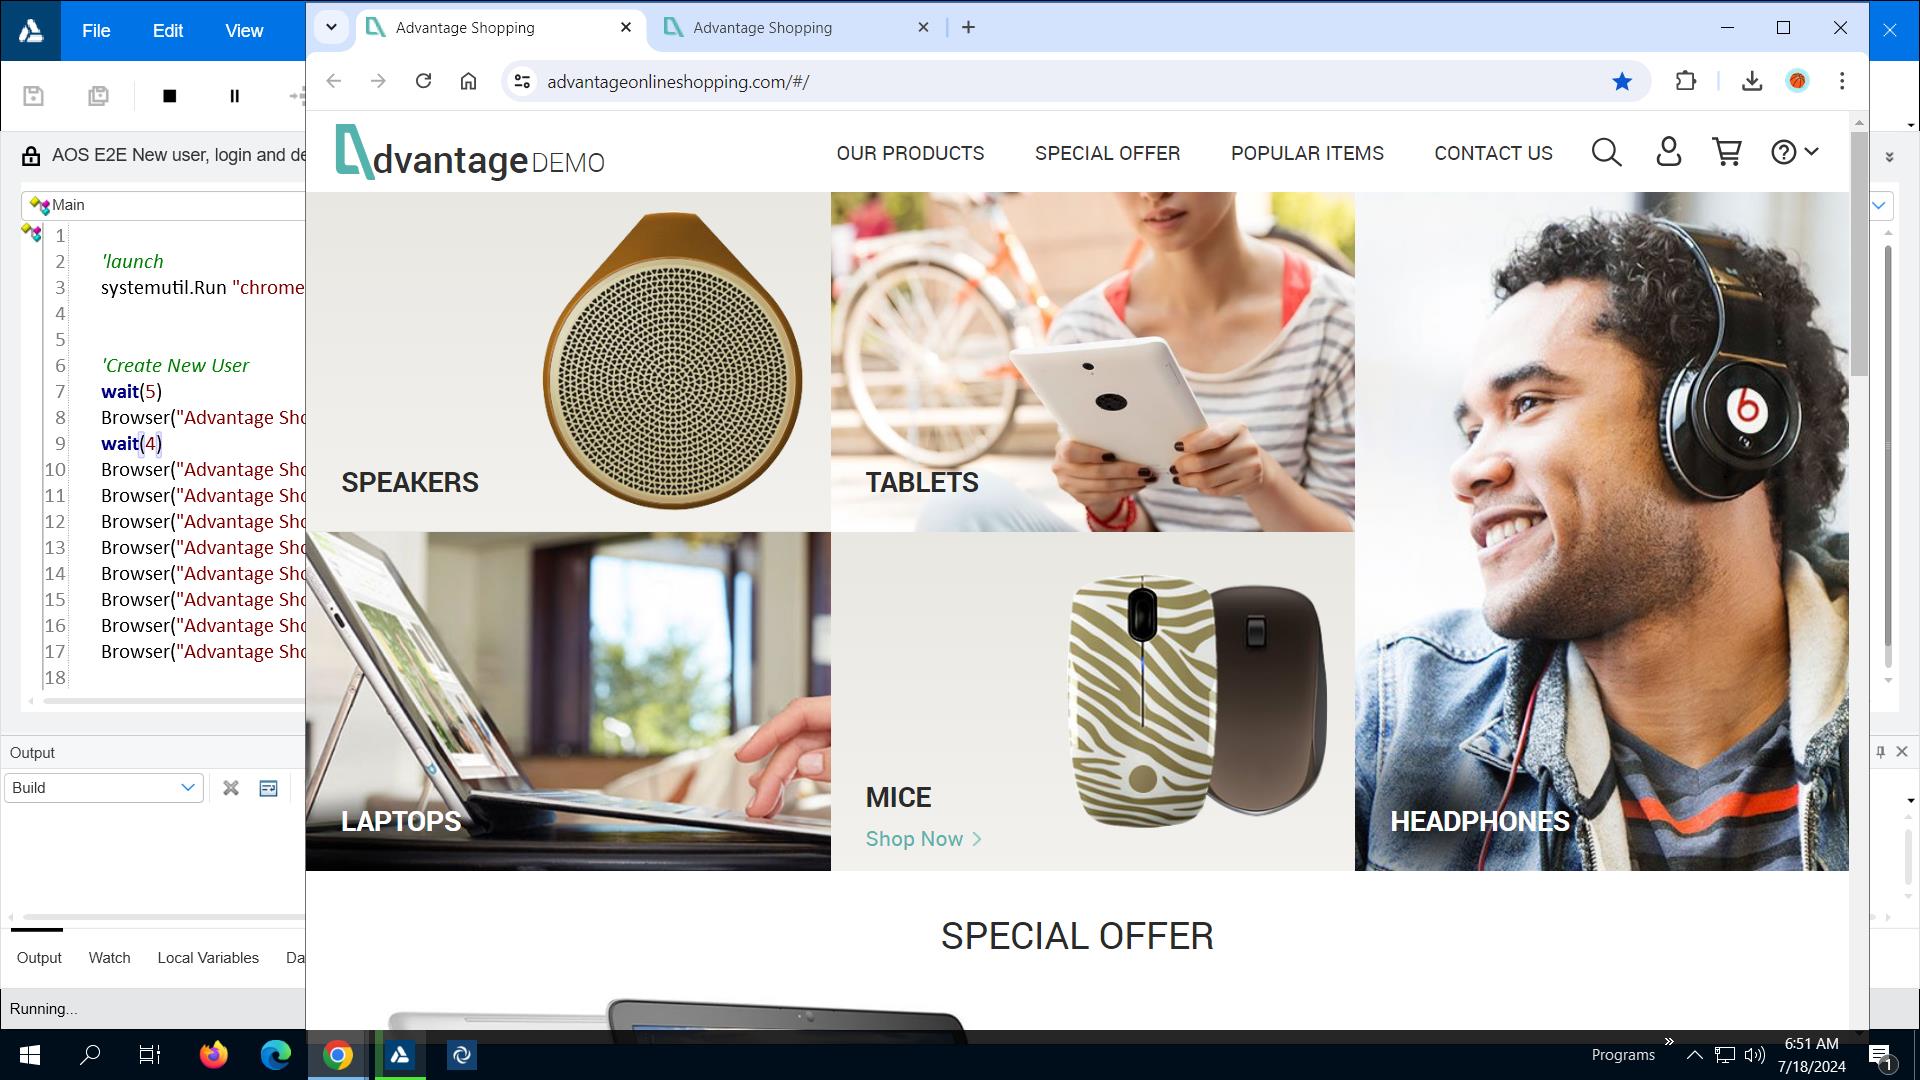 File Edit View
Advantage Shopping
Advantage Shopping
advantageonlineshopping.com/#/
AOS E2E New user, login and de
Main
1
2 'launch
3 systemutil.Run "chrome
4
5
6 'Create New User
7 wait(5)
8 Browser("Advantage Sho
9 wait(4)
10 Browser("Advantage Sho
11 Browser("Advantage Sho
12 Browser("Advantage Sho
13 Browser("Advantage Sho
14 Browser("Advantage Sho
15 Browser("Advantage Sho
16 Browser("Advantage Sho
17 Browser("Advantage Sho
18
Output
Build
Output Watch Local Variables Da
Running...
dvantage DEMO
OUR PRODUCTS SPECIAL OFFER POPULAR ITEMS CONTACT US
SPEAKERS
TABLETS
LAPTOPS
MICE
Shop Now
HEADPHONES
b
SPECIAL OFFER
Programs
6:51 AM
7/18/2024
1